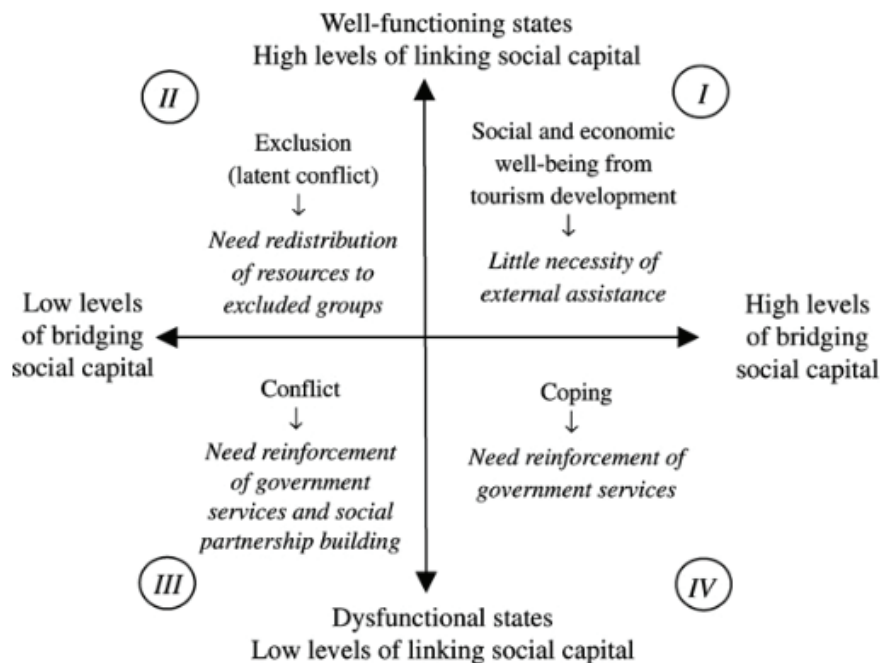 Well-functioning states
High levels of linking social capital
II
I
Exclusion
(latent conflict)
↓
Need redistribution
of resources to
excluded groups
Social and economic
well-being from
tourism development
↓
Little necessity of
external assistance
Low levels
of bridging
social capital
High levels
of bridging
social capital
Conflict
↓
Need reinforcement
of government
services and social
partnership building
Coping
↓
Need reinforcement of
government services
III
IV
Dysfunctional states
Low levels of linking social capital